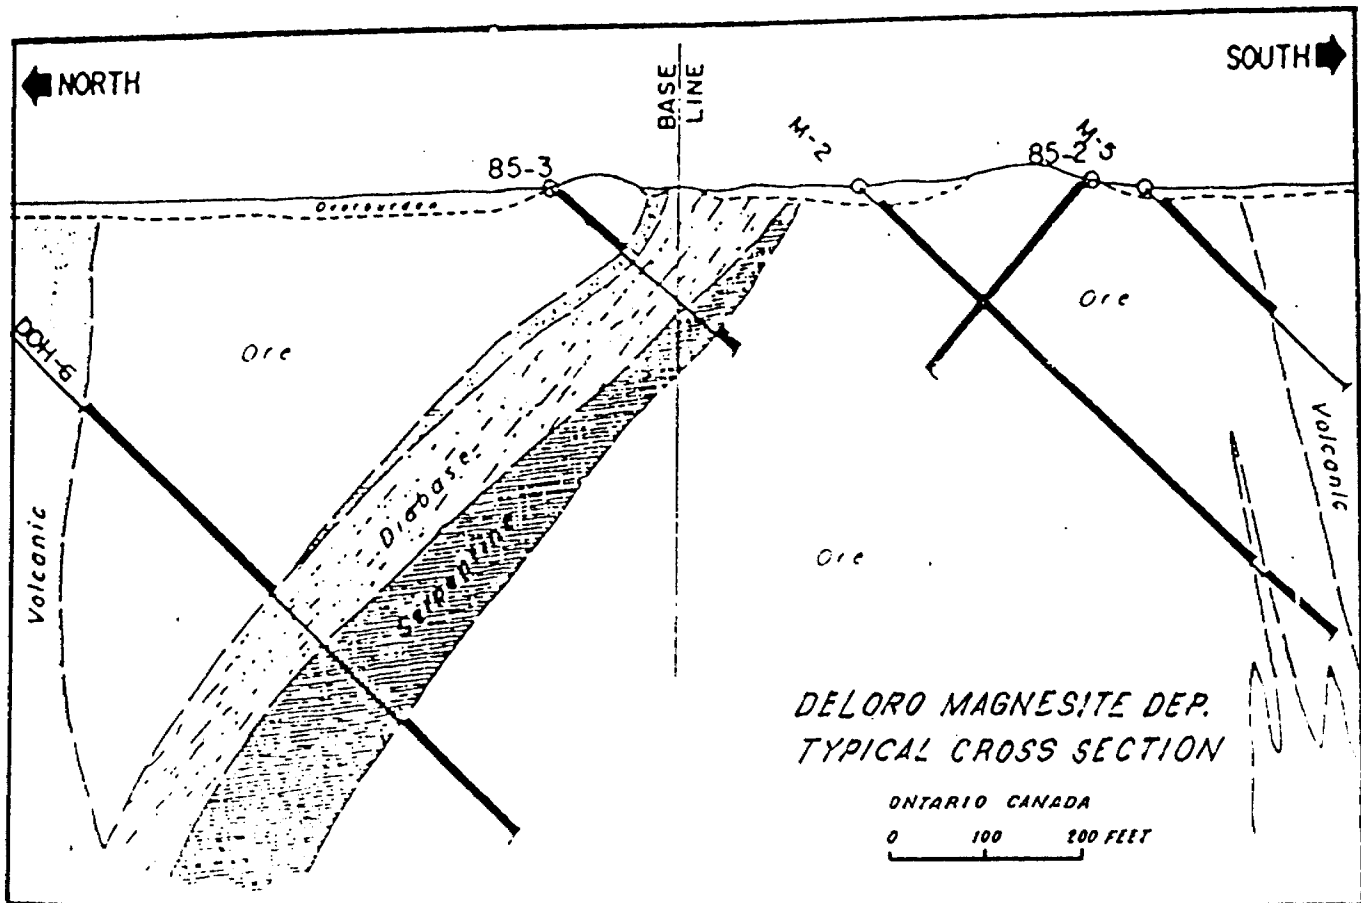 NORTH
SOUTH
BASE
LINE
M-2
85-3
85-2
M-5
Overburden
DDH-6
Ore
Ore
Ore
Volcanic
Volcanic
Diabase
Serpentine
DELORO MAGNESITE DEP.
TYPICAL CROSS SECTION
ONTARIO CANADA
0 100 200 FEET